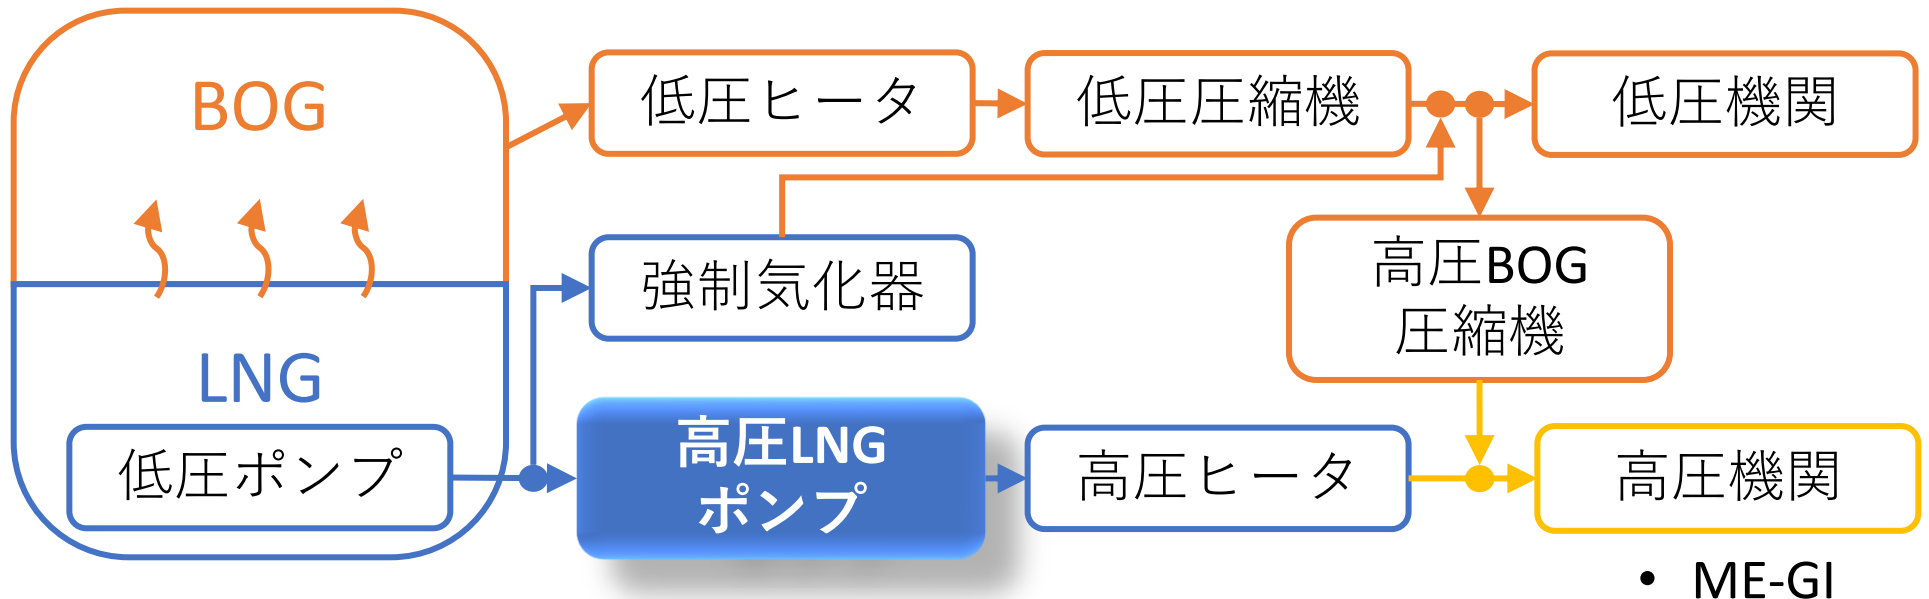 BOG
低圧ヒータ
低圧圧縮機
低圧機関
強制気化器
高圧BOG
圧縮機
LNG
低圧ポンプ
高圧LNG
ポンプ
高圧ヒータ
高圧機関
• ME-GI